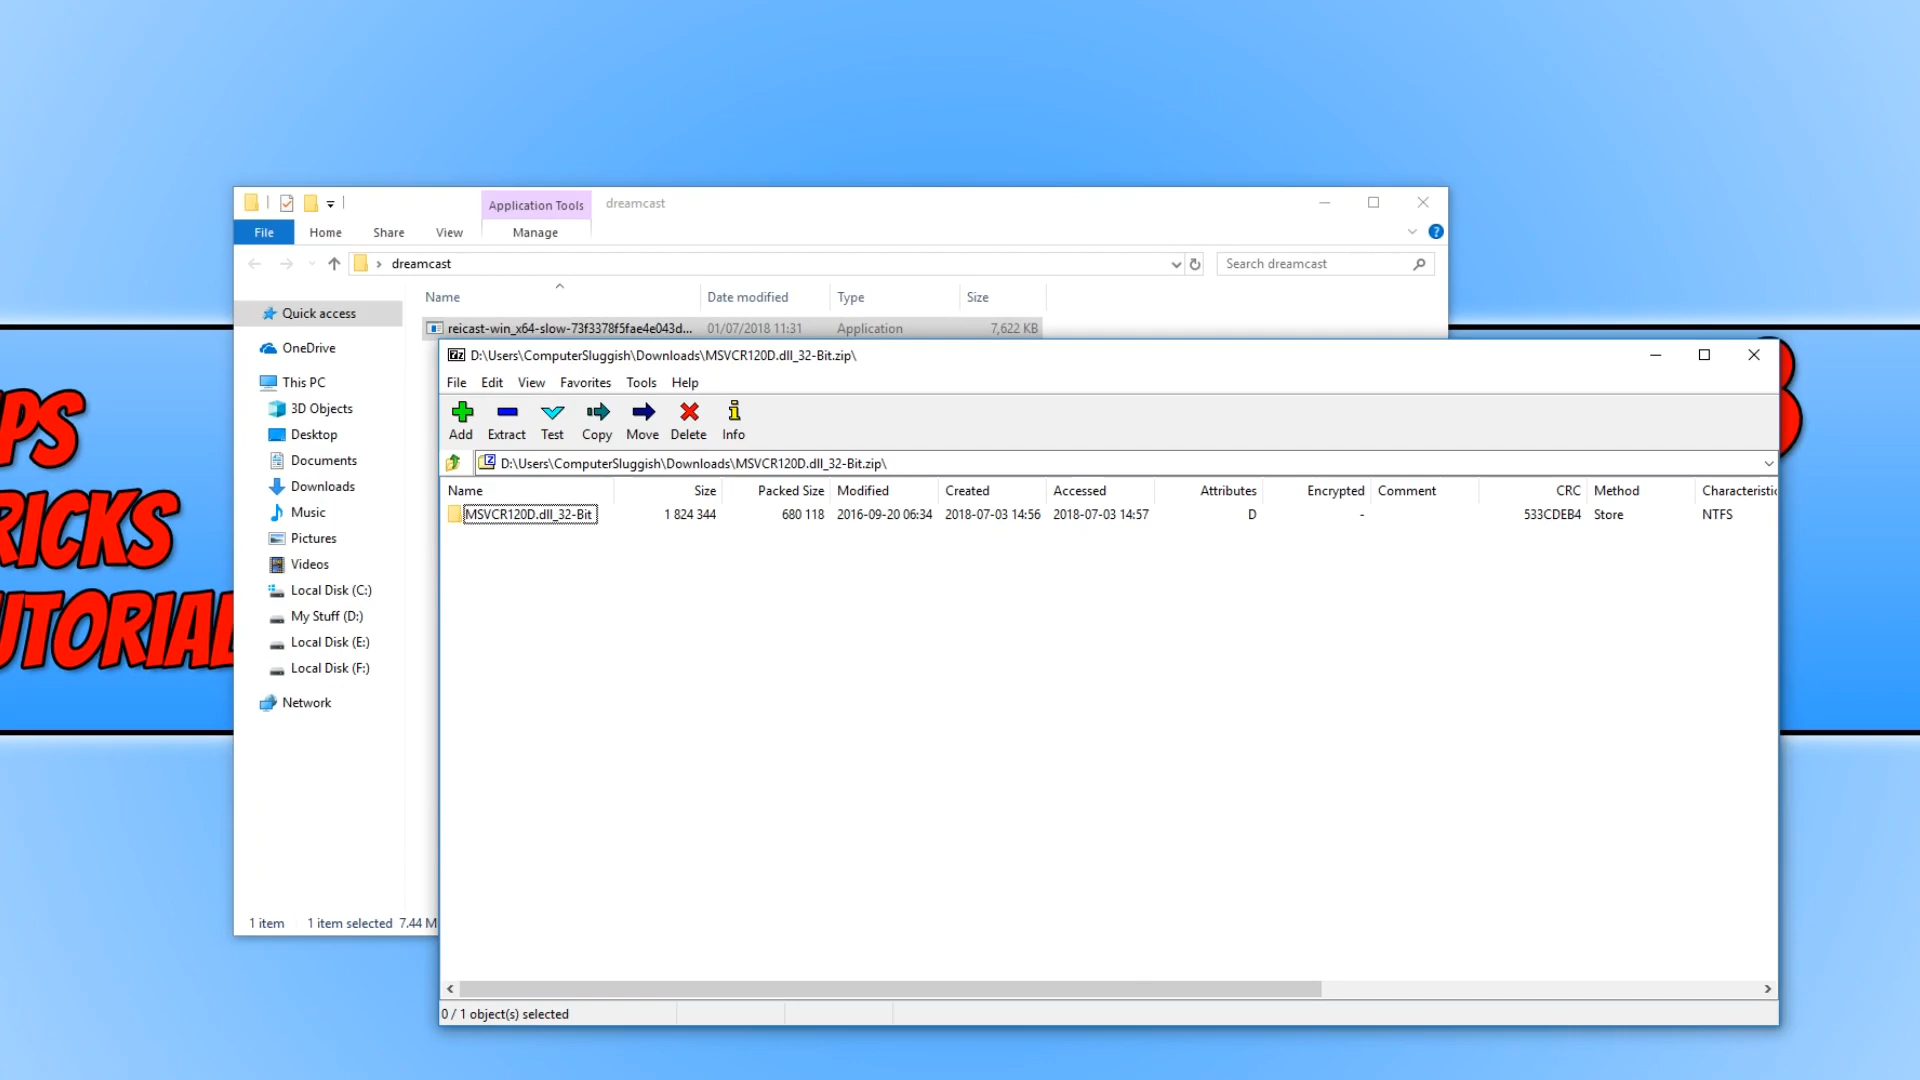 Application Tools dreamcast
File Home Share View Manage
dreamcast Search dreamcast
Name Date modified Type Size
Quick access
reicast-win_x64-slow-73f3378f5fae4e043d... 01/07/2018 11:31 Application 7,622 KB
OneDrive
This PC
3D Objects
Desktop
Documents
Downloads
Music
Pictures
Videos
Local Disk (C:)
My Stuff (D:)
Local Disk (E:)
Local Disk (F:)
Network
1 item 1 item selected 7.44 M
D:\Users\ComputerSluggish\Downloads\MSVCR120D.dll_32-Bit.zip\
File Edit View Favorites Tools Help
Add Extract Test Copy Move Delete Info
D:\Users\ComputerSluggish\Downloads\MSVCR120D.dll_32-Bit.zip\
Name Size Packed Size Modified Created Accessed Attributes Encrypted Comment CRC Method Characteristic
MSVCR120D.dll_32-Bit 1 824 344 680 118 2016-09-20 06:34 2018-07-03 14:56 2018-07-03 14:57 D - 533CDEB4 Store NTFS
0 / 1 object(s) selected
PS
RICKS
UTORIAL